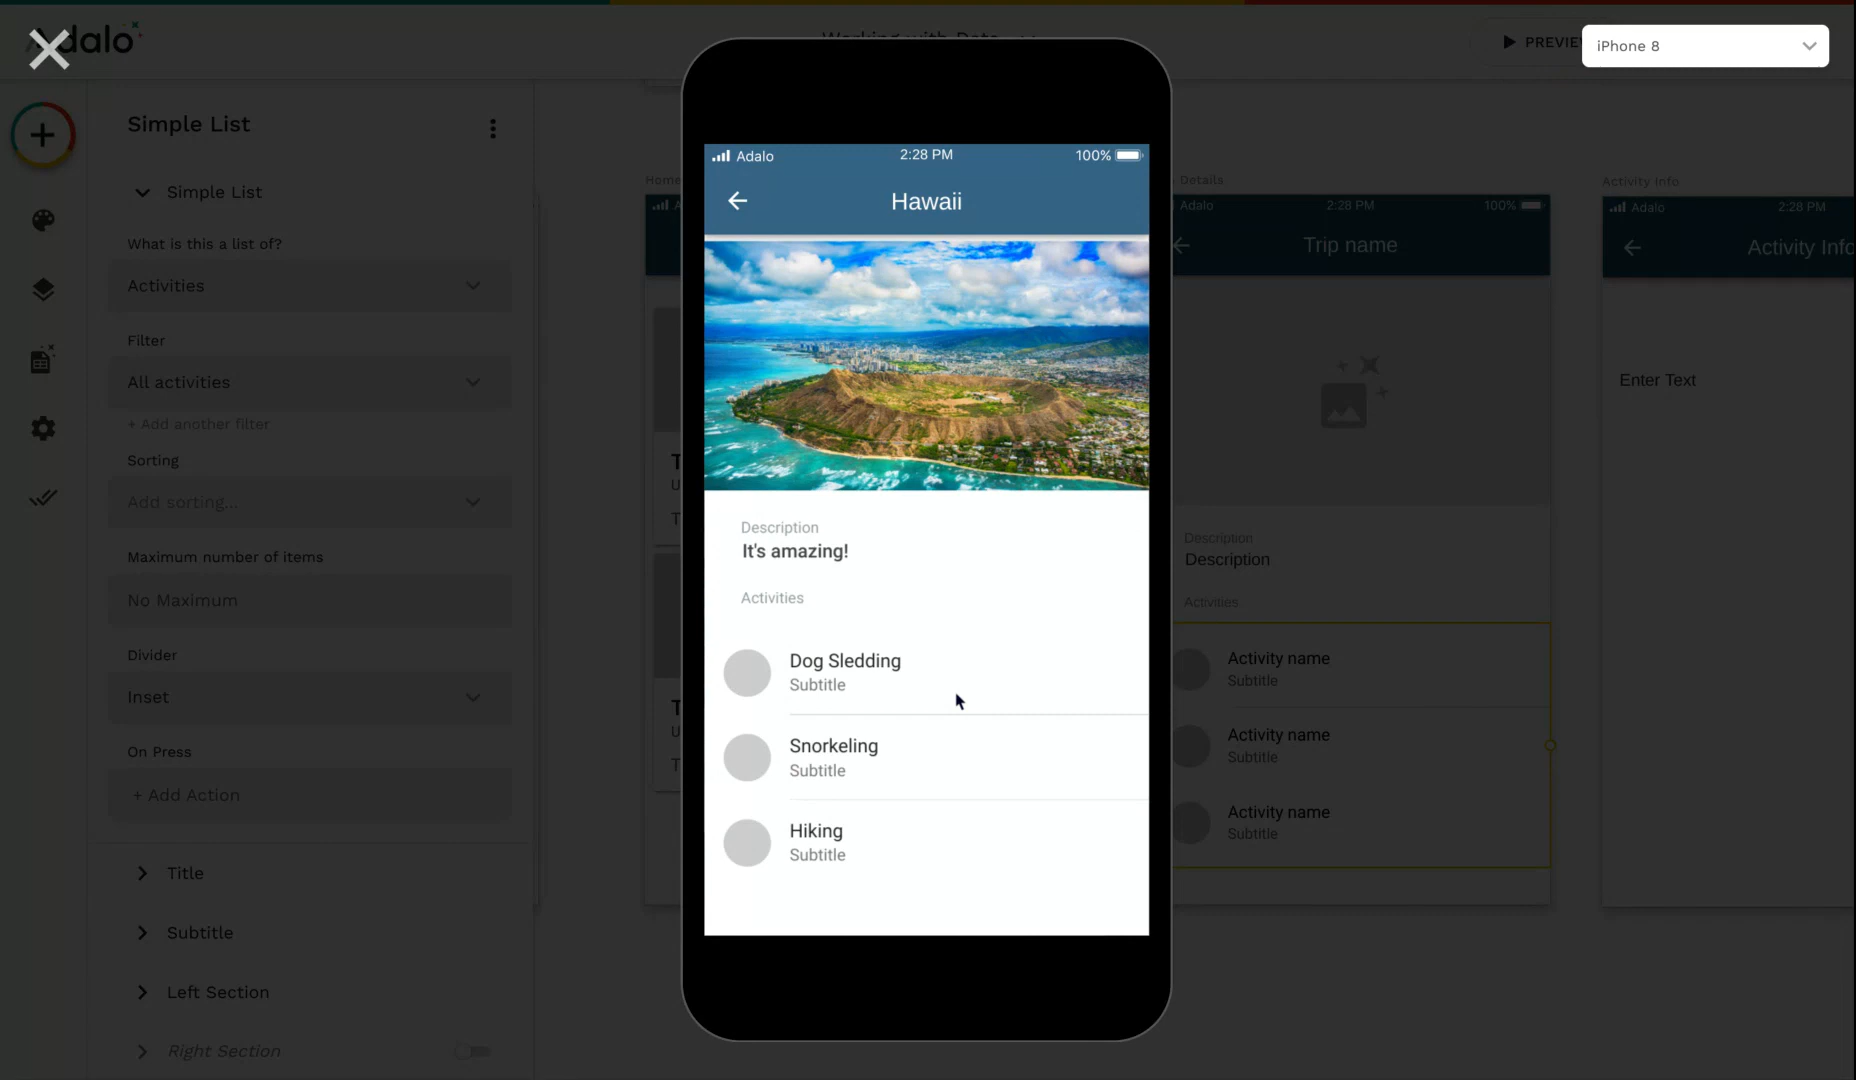 Adalo
Working with Data
PREVIEW
iPhone 8
Simple List
Simple List
What is this a list of?
Activities
Filter
All activities
+ Add another filter
Sorting
Add sorting...
Maximum number of items
No Maximum
Divider
Inset
On Press
+ Add Action
Title
Subtitle
Left Section
Right Section
Home
Adalo
2:28 PM
100%
Hawaii
Description
It's amazing!
Activities
Dog Sledding
Subtitle
Snorkeling
Subtitle
Hiking
Subtitle
Details
Adalo
2:28 PM
100%
Trip name
Description
Description
Activities
Activity name
Subtitle
Activity name
Subtitle
Activity name
Subtitle
Activity Info
Adalo
2:28 PM
Activity Info
Enter Text